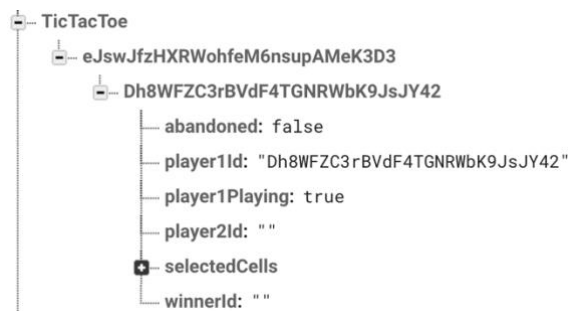 TicTacToe
eJswJfzHXRWohfeM6nsupAMeK3D3
Dh8WFZC3rBVdF4TGNRWbK9JsJY42
abandoned: false
player1Id: "Dh8WFZC3rBVdF4TGNRWbK9JsJY42"
player1Playing: true
player2Id: ""
selectedCells
winnerId: ""